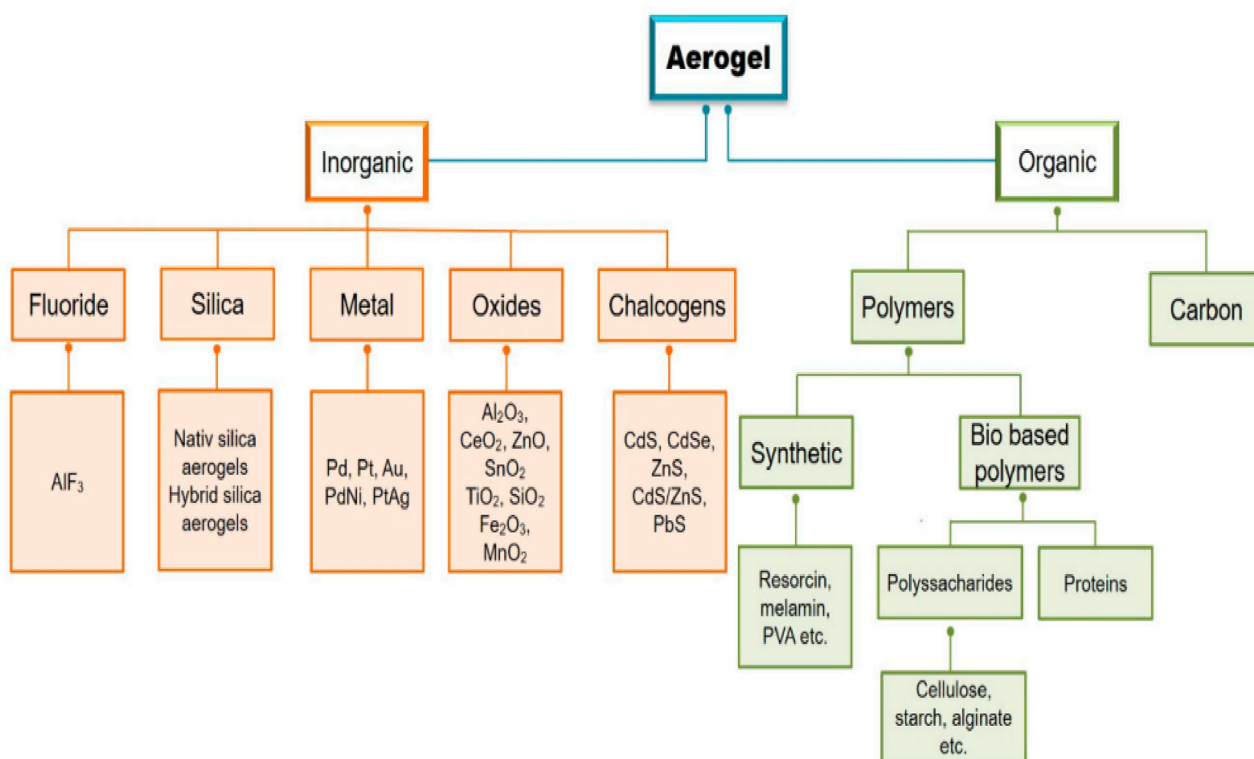 Aerogel
Inorganic
Organic
Fluoride
Silica
Metal
Oxides
Chalcogens
Polymers
Carbon
AlF₃
Nativ silica
aerogels
Hybrid silica
aerogels
Pd, Pt, Au,
PdNi, PtAg
Al₂O₃,
CeO₂, ZnO,
SnO₂
TiO₂, SiO₂
Fe₂O₃,
MnO₂
CdS, CdSe,
ZnS,
CdS/ZnS,
PbS
Synthetic
Bio based
polymers
Resorcin,
melamin,
PVA etc.
Polyssacharides
Proteins
Cellulose,
starch, alginate
etc.